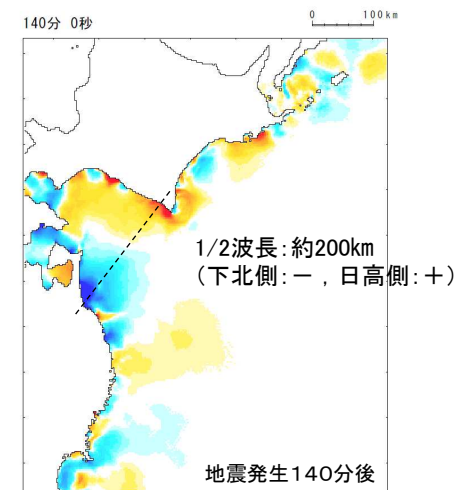 140分 0秒
0 100km
1/2波長：約200km
（下北側：－，日高側：＋）
地震発生140分後